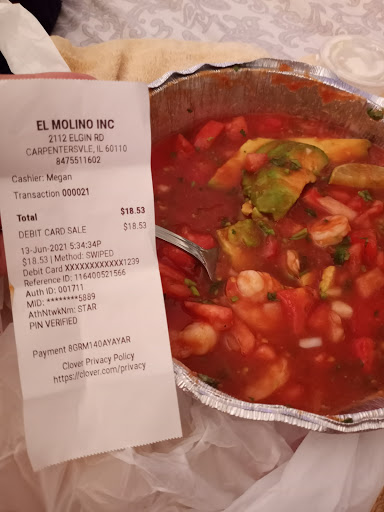 EL MOLINO INC
2112 ELGIN RD
CARPENTERSVLE, IL 60110
8475511602
Cashier: Megan
Transaction 000021
Total $18.53
DEBIT CARD SALE $18.53
13-Jun-2021 5:34:34P
$18.53 | Method: SWIPED
Debit Card XXXXXXXXXXXX1239
Reference ID: 116400521566
Auth ID: 001711
MID: ********5889
AthNtwkNm: STAR
PIN VERIFIED
Payment 8GRM140AYAYAR
Clover Privacy Policy
https://clover.com/privacy